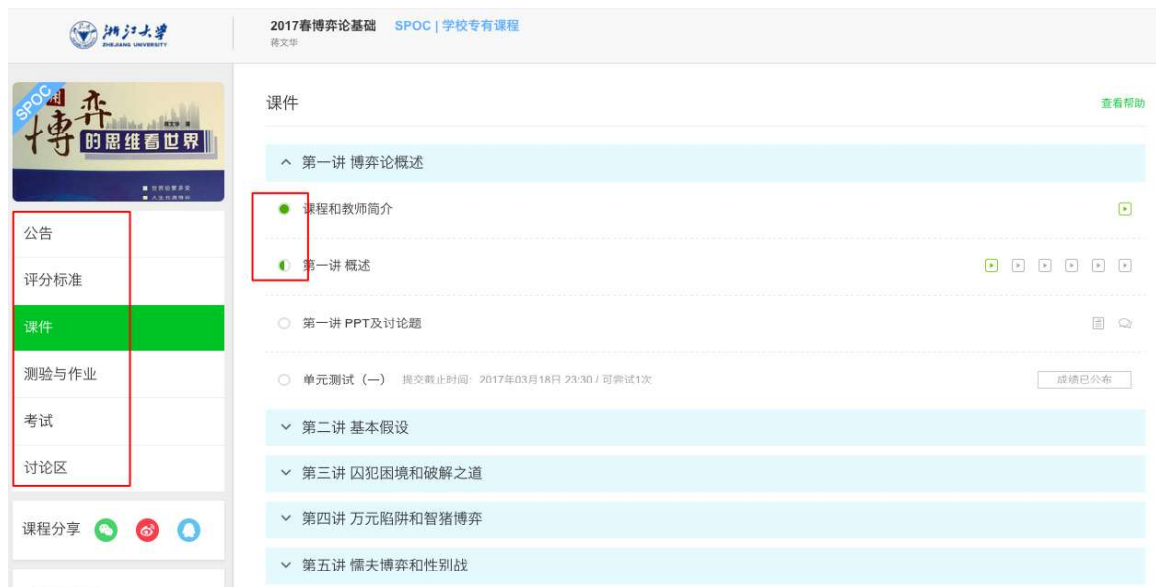 浙江大学
ZHEJIANG UNIVERSITY
2017春博弈论基础 SPOC | 学校专有课程
蒋文华
SPOC
用
博弈
的思维看世界
蒋文华 著
公告
评分标准
课件
测验与作业
考试
讨论区
课程分享
课件
查看帮助
第一讲 博弈论概述
课程和教师简介
第一讲 概述
第一讲 PPT及讨论题
单元测试（一） 提交截止时间：2017年03月18日 23:30 / 可尝试1次 成绩已公布
第二讲 基本假设
第三讲 囚犯困境和破解之道
第四讲 万元陷阱和智猪博弈
第五讲 懦夫博弈和性别战